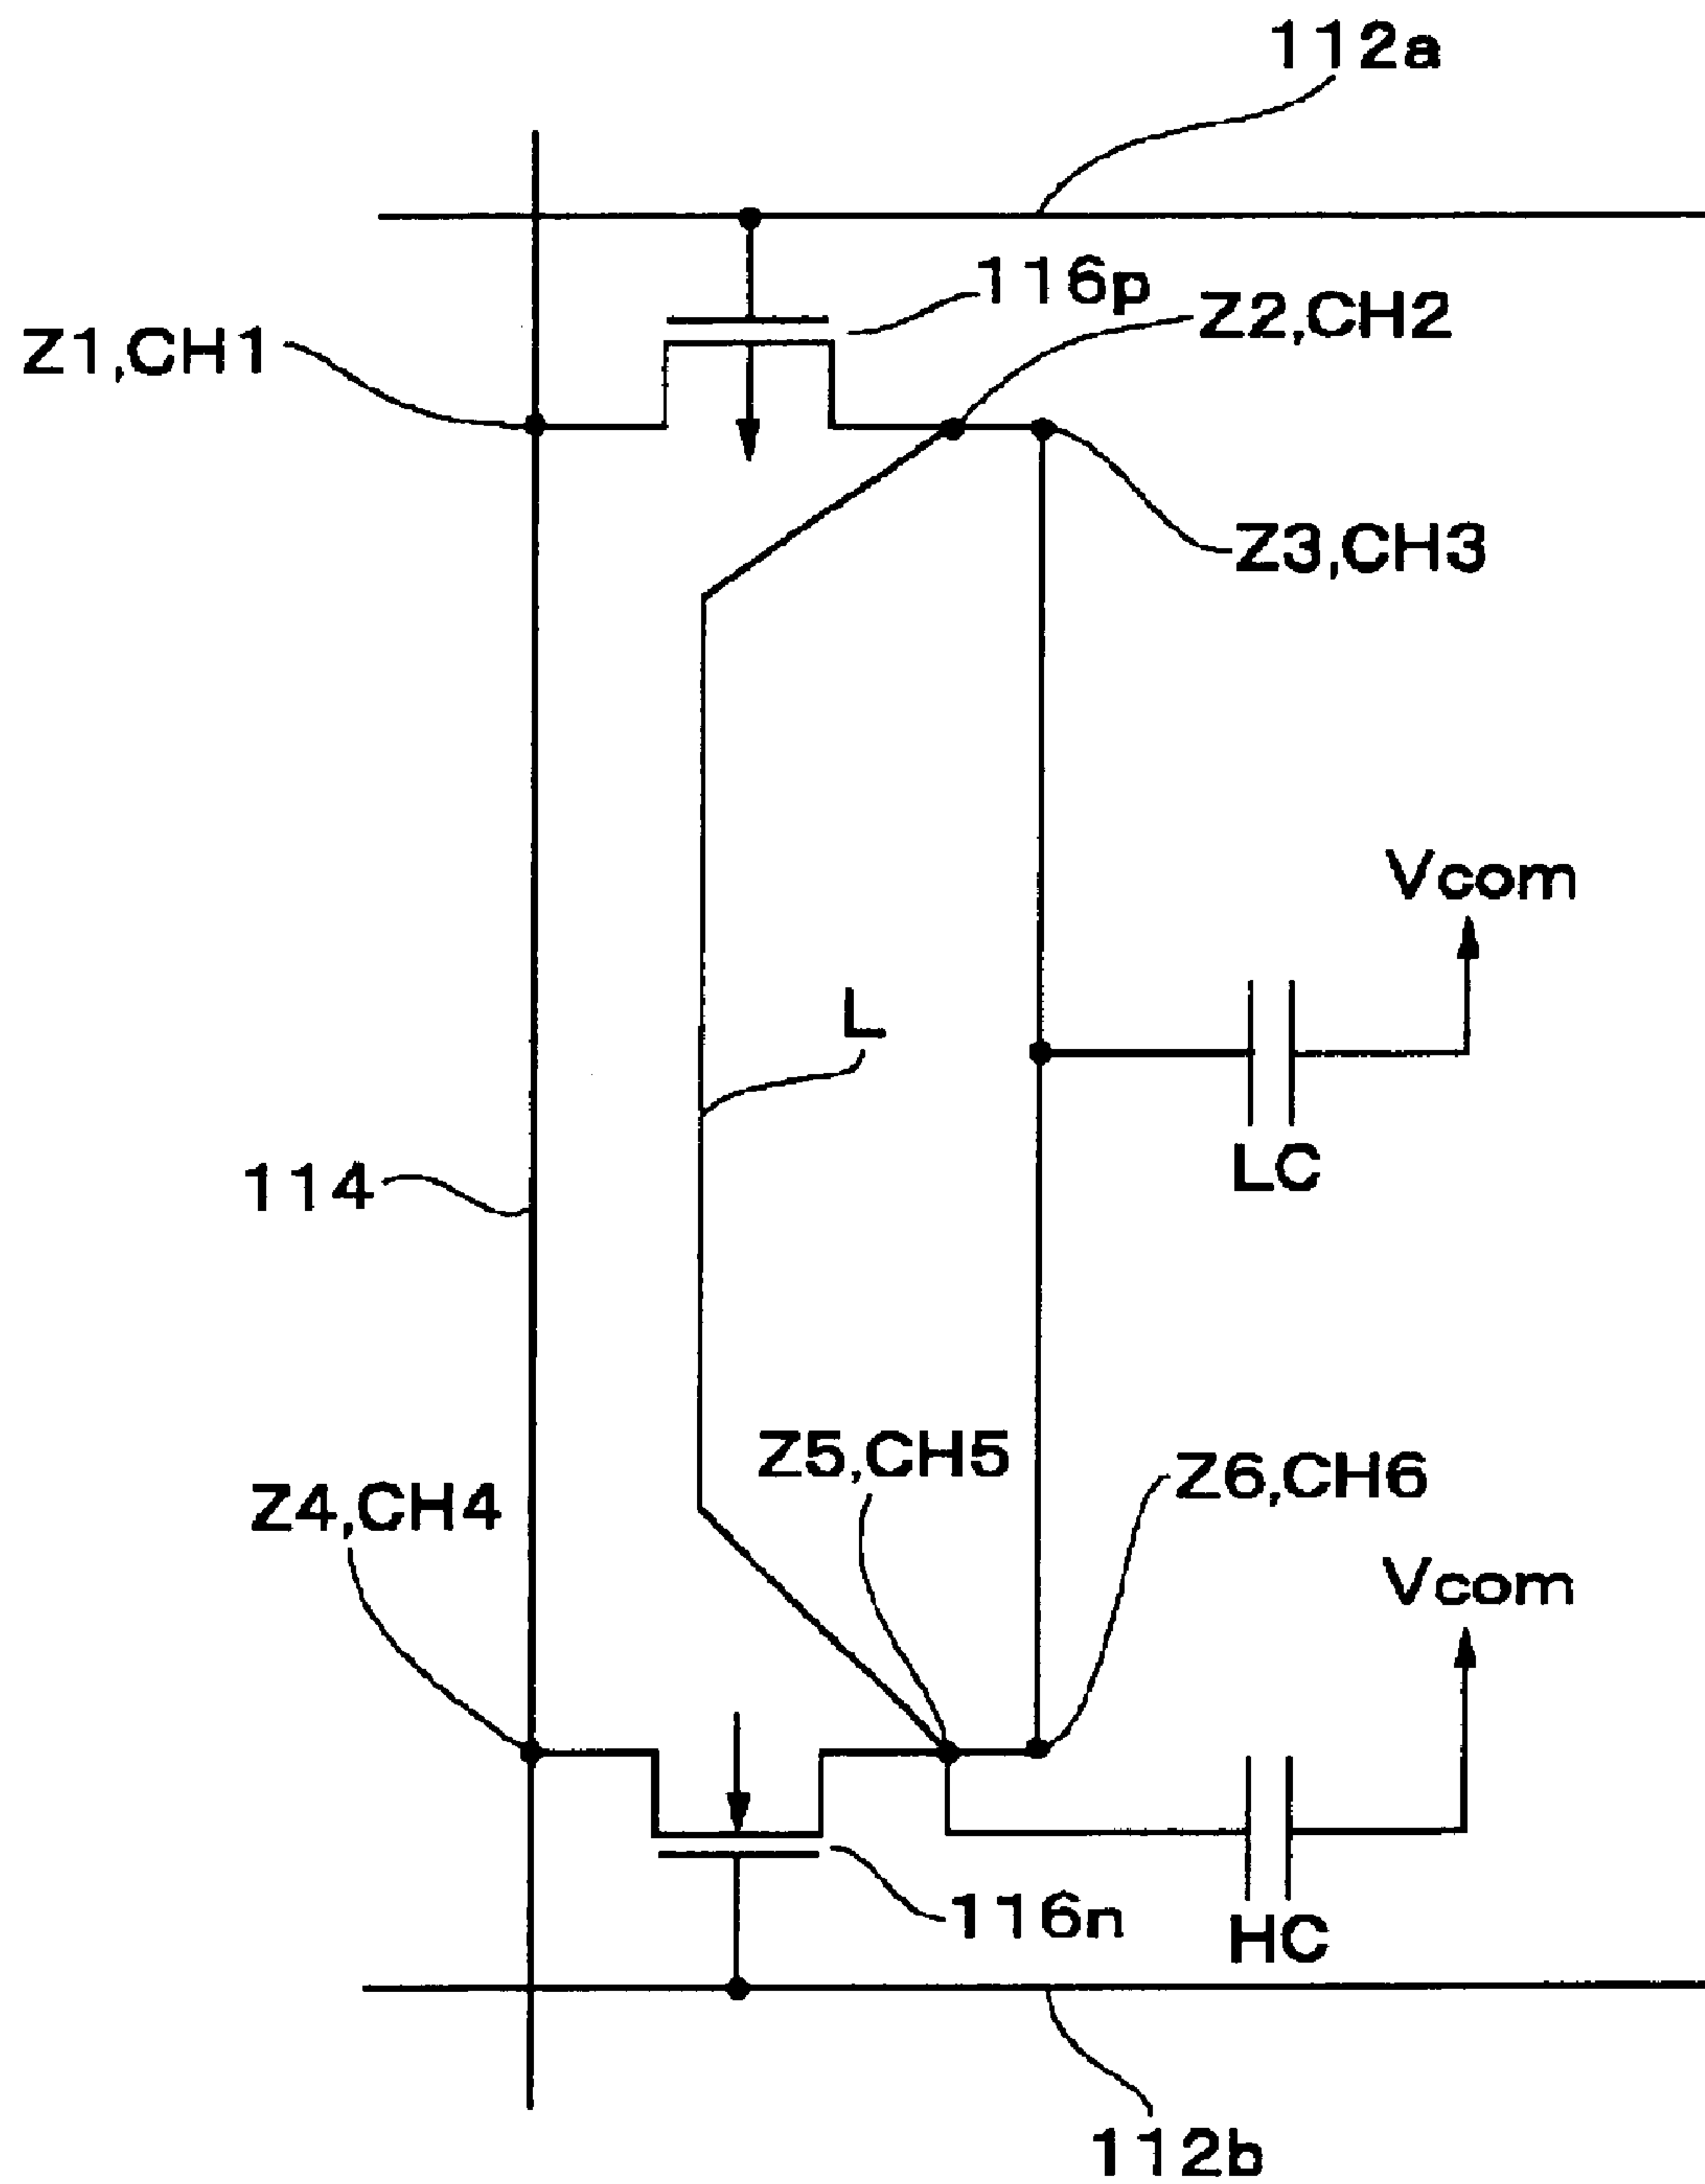 112a
116p
Z2,CH2
Z1,CH1
Z3,CH3
Vcom
L
LC
114
Z5,CH5
Z6,CH6
Z4,CH4
Vcom
116n
HC
112b